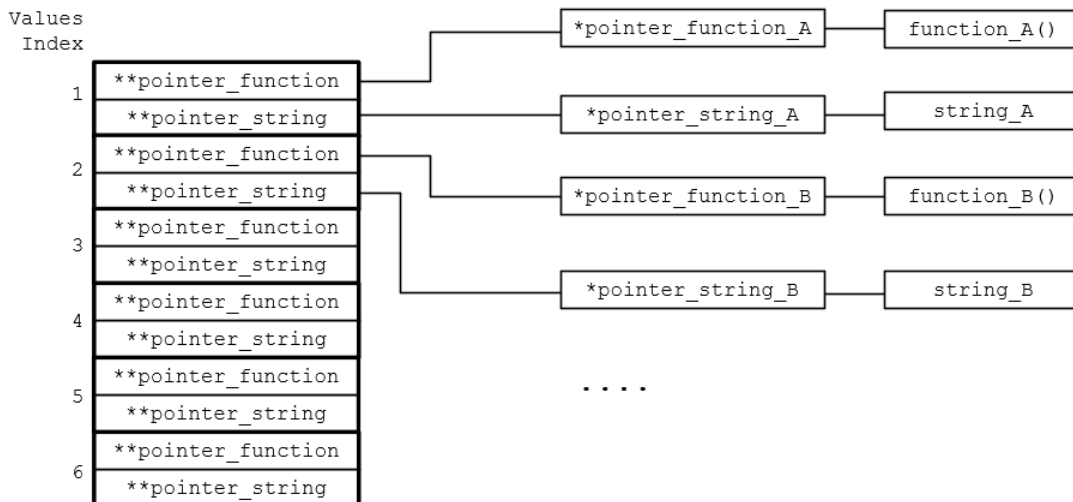 Values
Index
*pointer_function_A
function_A()
1
**pointer_function
**pointer_string
*pointer_string_A
string_A
2
**pointer_function
**pointer_string
*pointer_function_B
function_B()
3
**pointer_function
**pointer_string
*pointer_string_B
string_B
4
**pointer_function
**pointer_string
5
**pointer_function
**pointer_string
....
6
**pointer_function
**pointer_string